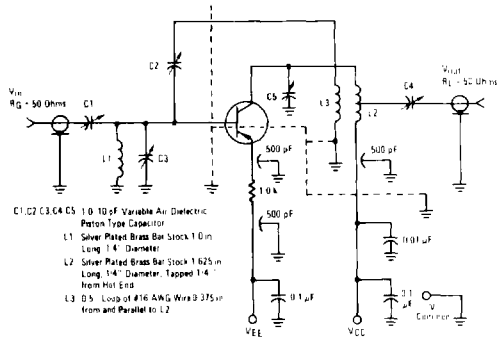 C2
Vin
RG - 50 Ohms
C1
C5
L3
C4
Vout
RL - 50 Ohms
L2
L1
C3
500 pF
500 pF
1.0 k
500 pF
0.01 µF
0.1 µF
0.1 µF
VEE
VCC
V
Common
C1, C2 C3, C4 C5 1.0-10 pF Variable Air Dielectric
Piston Type Capacitor
L1 Silver Plated Brass Bar Stock 1.0 in
Long, 1/4" Diameter
L2 Silver Plated Brass Bar Stock 1.625 in
Long, 1/4" Diameter, Tapped 1/4"
from Hot End
L3 0.5 Loop of #16 AWG Wire 0.375 in
from and Parallel to L2